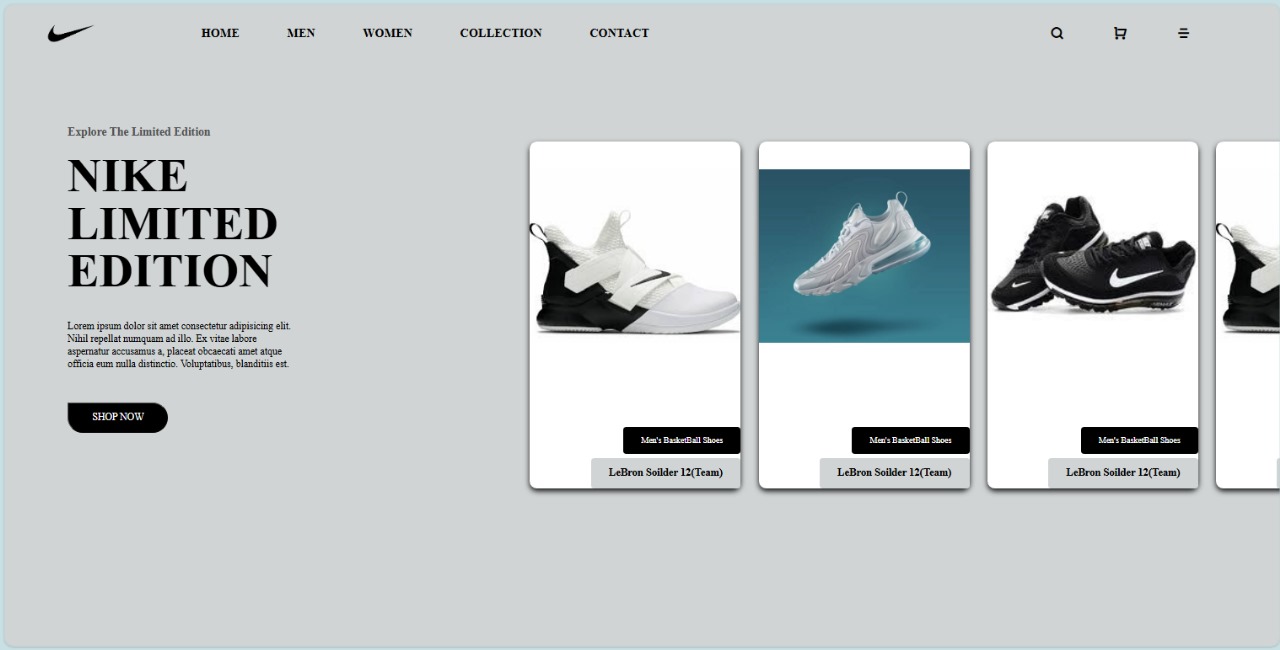 HOME MEN WOMEN COLLECTION CONTACT
Explore The Limited Edition
NIKE
LIMITED
EDITION
Lorem ipsum dolor sit amet consectetur adipisicing elit.
Nihil repellat numquam ad illo. Ex vitae labore
aspernatur accusamus a, placeat obcaecati amet atque
officia eum nulla distinctio. Voluptatibus, blanditiis est.
SHOP NOW
Men's BasketBall Shoes
LeBron Soilder 12(Team)
Men's BasketBall Shoes
LeBron Soilder 12(Team)
Men's BasketBall Shoes
LeBron Soilder 12(Team)